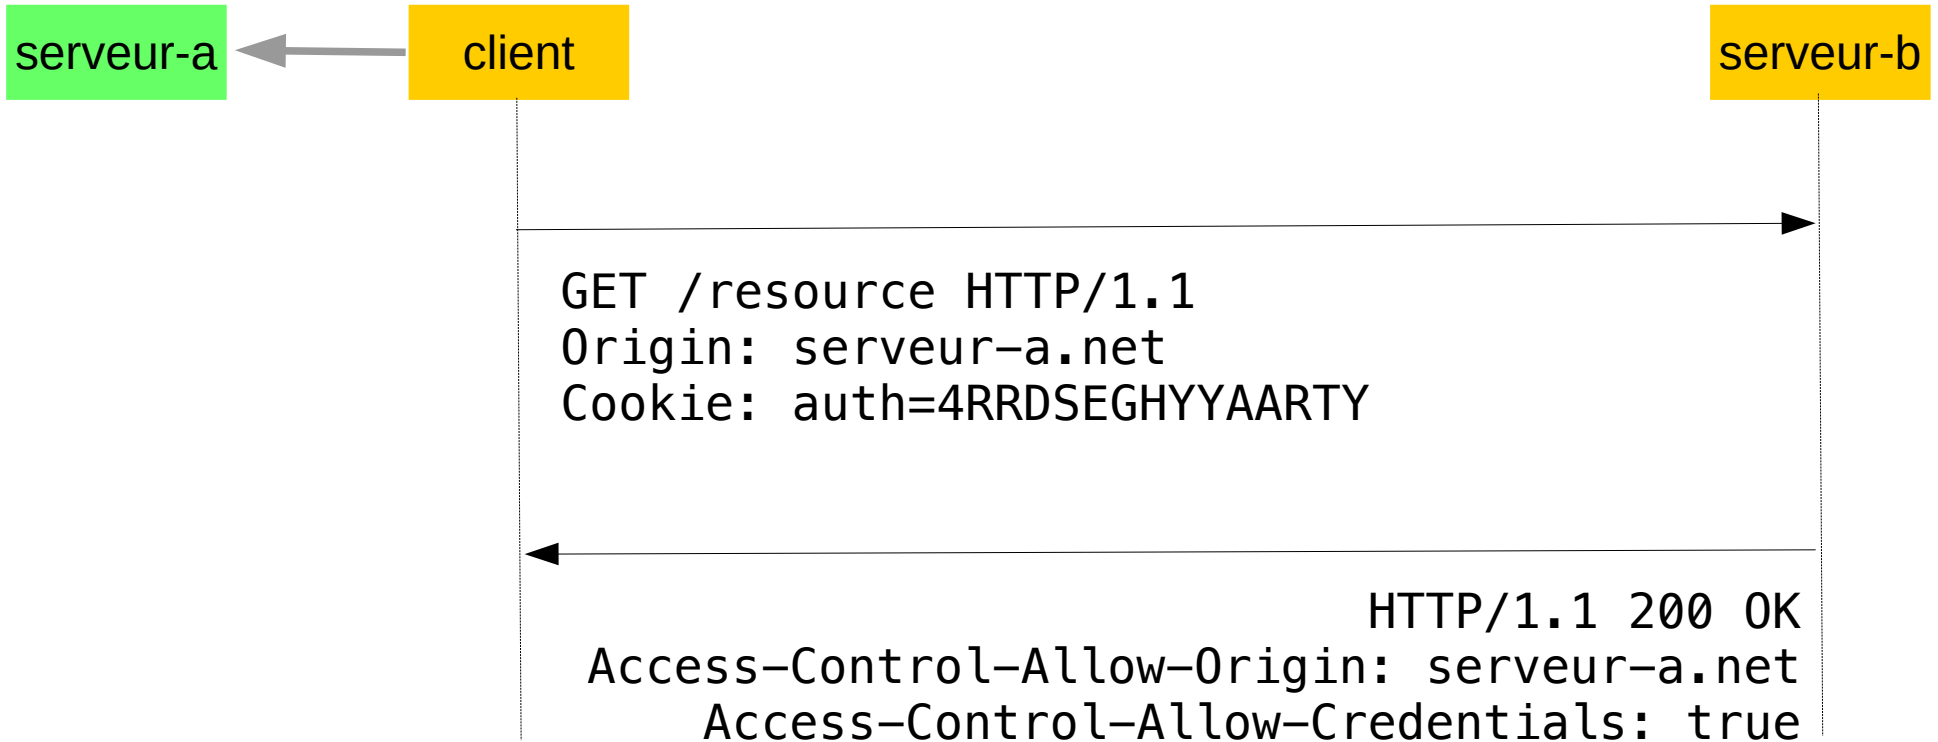 serveur-a
client
serveur-b
GET /resource HTTP/1.1
Origin: serveur-a.net
Cookie: auth=4RRDSEGHYYAARTY
HTTP/1.1 200 OK
Access-Control-Allow-Origin: serveur-a.net
Access-Control-Allow-Credentials: true